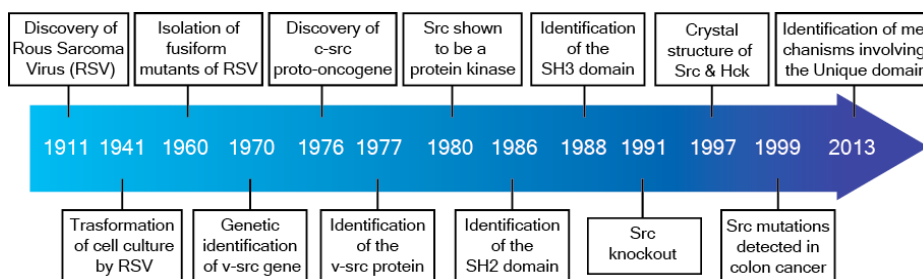 Discovery of
Rous Sarcoma
Virus (RSV)
Isolation of
fusiform
mutants of RSV
Discovery of
c-src
proto-oncogene
Src shown
to be a
protein kinase
Identification
of the
SH3 domain
Crystal
structure of
Src & Hck
Identification of me
chanisms involving
the Unique domain
1911 1941 1960 1970 1976 1977 1980 1986 1988 1991 1997 1999 2013
Trasformation
of cell culture
by RSV
Genetic
identification
of v-src gene
Identification
of the
v-src protein
Identification
of the
SH2 domain
Src
knockout
Src mutations
detected in
colon cancer